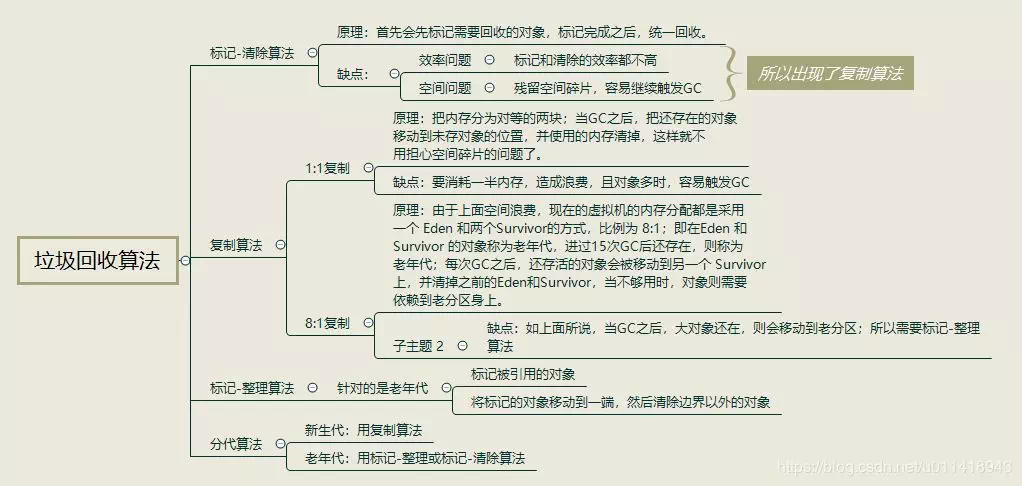 垃圾回收算法
标记-清除算法
原理：首先会先标记需要回收的对象，标记完成之后，统一回收。
缺点：
效率问题
标记和清除的效率都不高
空间问题
残留空间碎片，容易继续触发GC
所以出现了复制算法
复制算法
1:1复制
原理：把内存分为对等的两块；当GC之后，把还存在的对象
移动到未存对象的位置，并使用的内存清掉，这样就不
用担心空间碎片的问题了。
缺点：要消耗一半内存，造成浪费，且对象多时，容易触发GC
8:1复制
原理：由于上面空间浪费，现在的虚拟机的内存分配都是采用
一个 Eden 和两个Survivor的方式，比例为 8:1；即在Eden 和
Survivor 的对象称为老年代，进过15次GC后还存在，则称为
老年代；每次GC之后，还存活的对象会被移动到另一个 Survivor
上，并清掉之前的Eden和Survivor，当不够用时，对象则需要
依赖到老分区身上。
子主题 2
缺点：如上面所说，当GC之后，大对象还在，则会移动到老分区；所以需要标记-整理
算法
标记-整理算法
针对的是老年代
标记被引用的对象
将标记的对象移动到一端，然后清除边界以外的对象
分代算法
新生代：用复制算法
老年代：用标记-整理或标记-清除算法
https://blog.csdn.net/u011418943